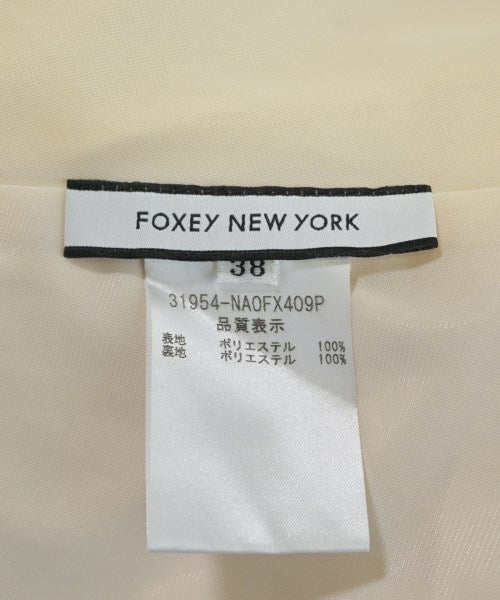 FOXEY NEW YORK
38
31954-NAOFX409P
品質表示
表地 ポリエステル 100%
裏地 ポリエステル 100%